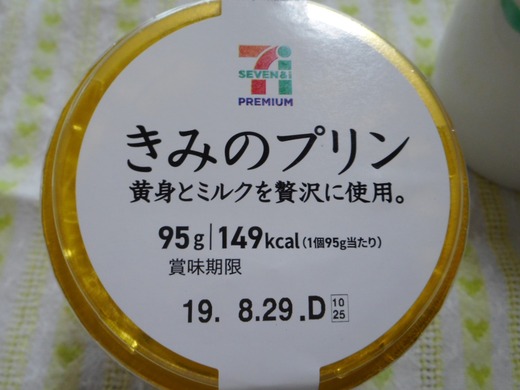 SEVEN&i
PREMIUM
きみのプリン
黄身とミルクを贅沢に使用。
95g|149kcal(1個95g当たり)
賞味期限
19. 8.29 .D 10
25